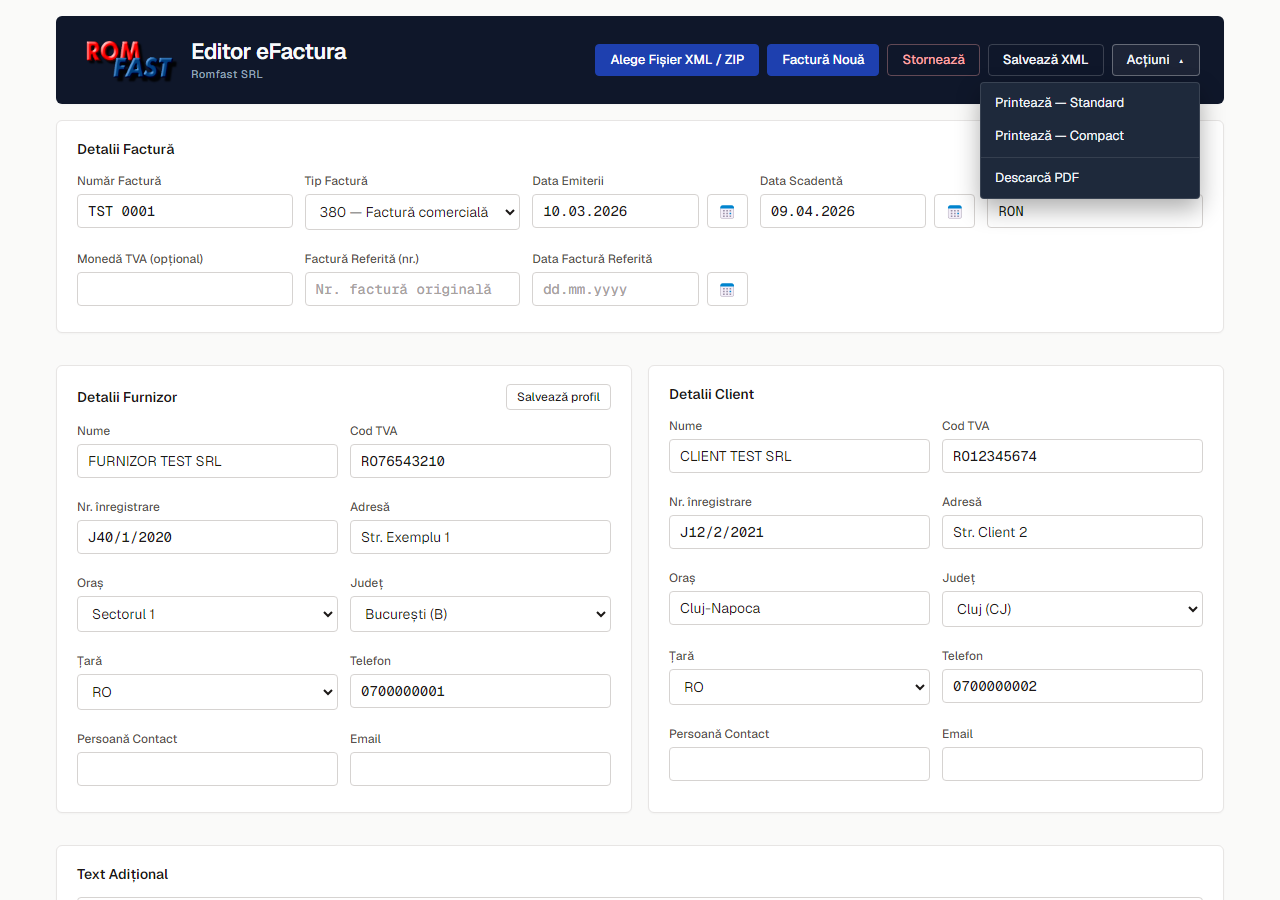 ROM
FAST
Editor eFactura
Romfast SRL
Alege Fișier XML / ZIP
Factură Nouă
Stornează
Salvează XML
Acțiuni ▲
Printează — Standard
Printează — Compact
Descarcă PDF
Detalii Factură
Număr Factură
Tip Factură
Data Emiterii
Data Scadentă
TST 0001
380 — Factură comercială
10.03.2026
09.04.2026
RON
Monedă TVA (opțional)
Factură Referită (nr.)
Data Factură Referită
Nr. factură originală
dd.mm.yyyy
Detalii Furnizor
Salvează profil
Nume
Cod TVA
FURNIZOR TEST SRL
RO76543210
Nr. înregistrare
Adresă
J40/1/2020
Str. Exemplu 1
Oraș
Județ
Sectorul 1
București (B)
Țară
Telefon
RO
0700000001
Persoană Contact
Email
Detalii Client
Nume
Cod TVA
CLIENT TEST SRL
RO12345674
Nr. înregistrare
Adresă
J12/2/2021
Str. Client 2
Oraș
Județ
Cluj-Napoca
Cluj (CJ)
Țară
Telefon
RO
0700000002
Persoană Contact
Email
Text Adițional